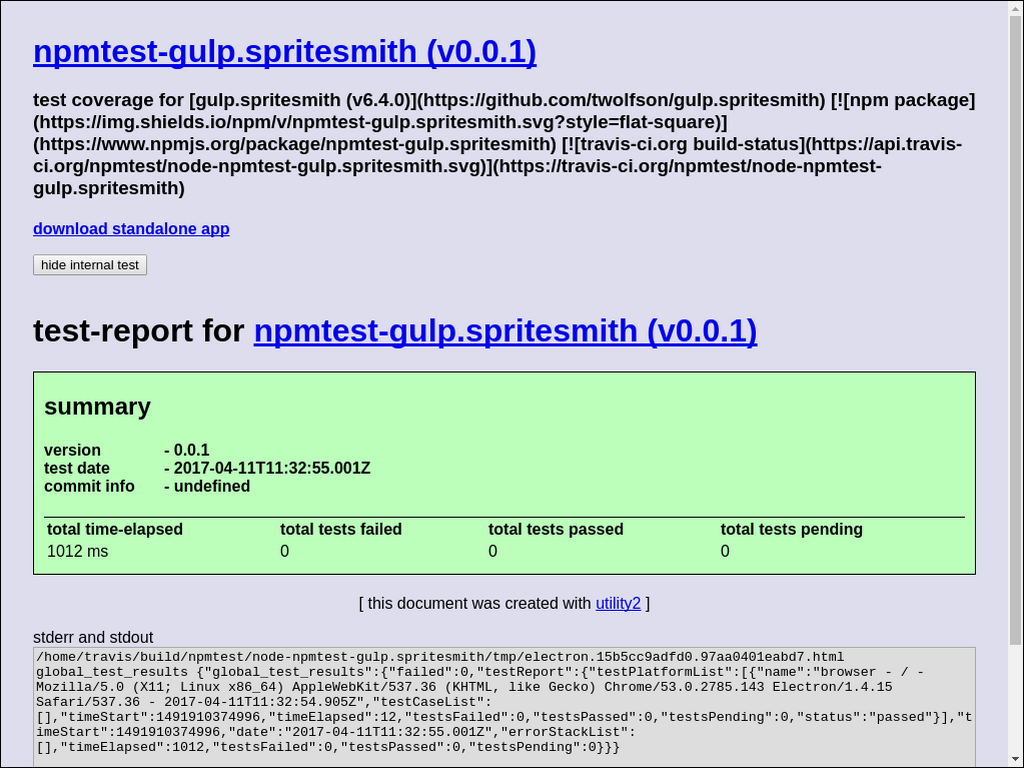 npmtest-gulp.spritesmith (v0.0.1)
test coverage for [gulp.spritesmith (v6.4.0)](https://github.com/twolfson/gulp.spritesmith) [![npm package]
(https://img.shields.io/npm/v/npmtest-gulp.spritesmith.svg?style=flat-square)]
(https://www.npmjs.org/package/npmtest-gulp.spritesmith) [![travis-ci.org build-status](https://api.travis-
ci.org/npmtest/node-npmtest-gulp.spritesmith.svg)](https://travis-ci.org/npmtest/node-npmtest-
gulp.spritesmith)
download standalone app
hide internal test
test-report for npmtest-gulp.spritesmith (v0.0.1)
summary
version - 0.0.1
test date - 2017-04-11T11:32:55.001Z
commit info - undefined
total time-elapsed total tests failed total tests passed total tests pending
1012 ms 0 0 0
[ this document was created with utility2 ]
stderr and stdout
/home/travis/build/npmtest/node-npmtest-gulp.spritesmith/tmp/electron.15b5cc9adfd0.97aa0401eabd7.html
global_test_results {"global_test_results":{"failed":0,"testReport":{"testPlatformList":[{"name":"browser - / -
Mozilla/5.0 (X11; Linux x86_64) AppleWebKit/537.36 (KHTML, like Gecko) Chrome/53.0.2785.143 Electron/1.4.15
Safari/537.36 - 2017-04-11T11:32:54.905Z","testCaseList":
[],"timeStart":1491910374996,"timeElapsed":12,"testsFailed":0,"testsPassed":0,"testsPending":0,"status":"passed"}],"t
imeStart":1491910374996,"date":"2017-04-11T11:32:55.001Z","errorStackList":
[],"timeElapsed":1012,"testsFailed":0,"testsPassed":0,"testsPending":0}}}